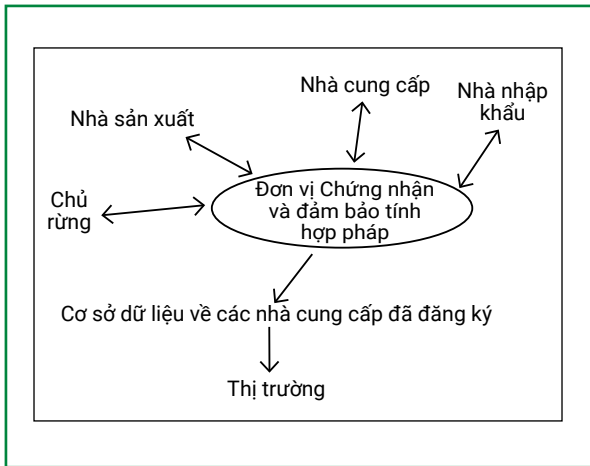 Nhà cung cấp
Nhà nhập
khẩu
Nhà sản xuất
Chủ
rừng
Đơn vị Chứng nhận
và đảm bảo tính
hợp pháp
Cơ sở dữ liệu về các nhà cung cấp đã đăng ký
Thị trường